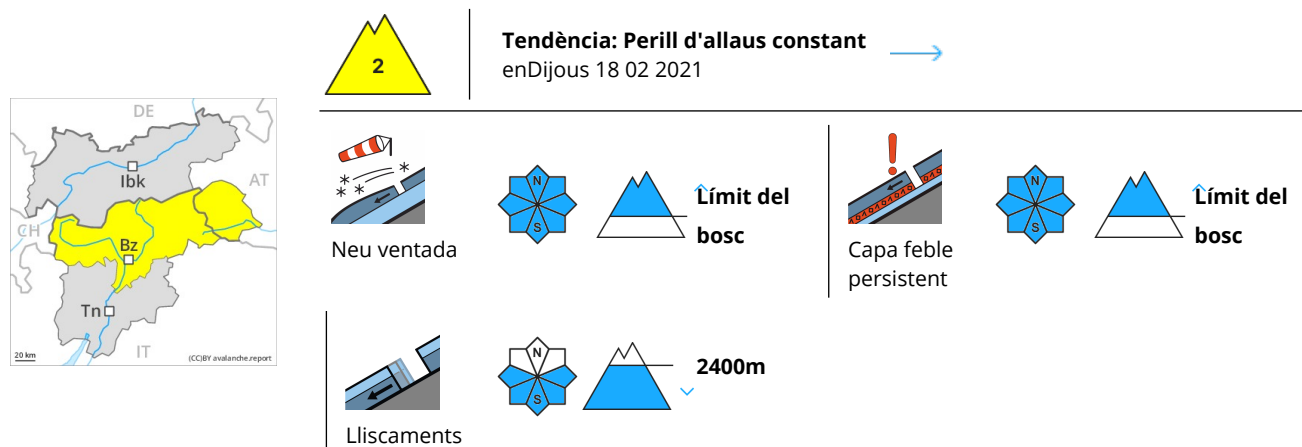 2
Tendència: Perill d'allaus constant
enDijous 18 02 2021
DE
Ibk
AT
CH
Bz
Tn
IT
20 km
(CC)BY avalanche.report
N
S
Límit del
bosc
Neu ventada
N
S
Límit del
bosc
Capa feble
persistent
N
S
2400m
Lliscaments